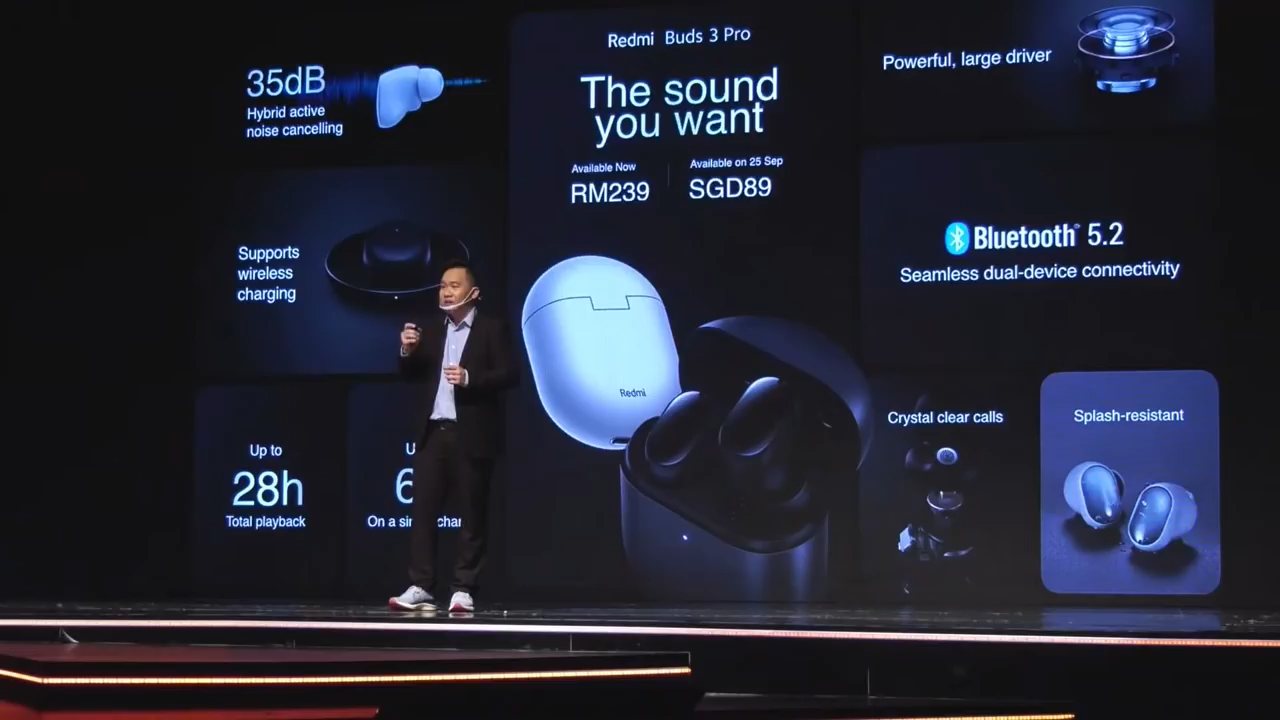 35dB
Hybrid active
noise cancelling
Supports
wireless
charging
Up to
28h
Total playback
On a
Redmi Buds 3 Pro
The sound
you want
Available Now
RM239
Available on 25 Sep
SGD89
Redmi
Powerful, large driver
Bluetooth® 5.2
Seamless dual-device connectivity
Crystal clear calls
Splash-resistant